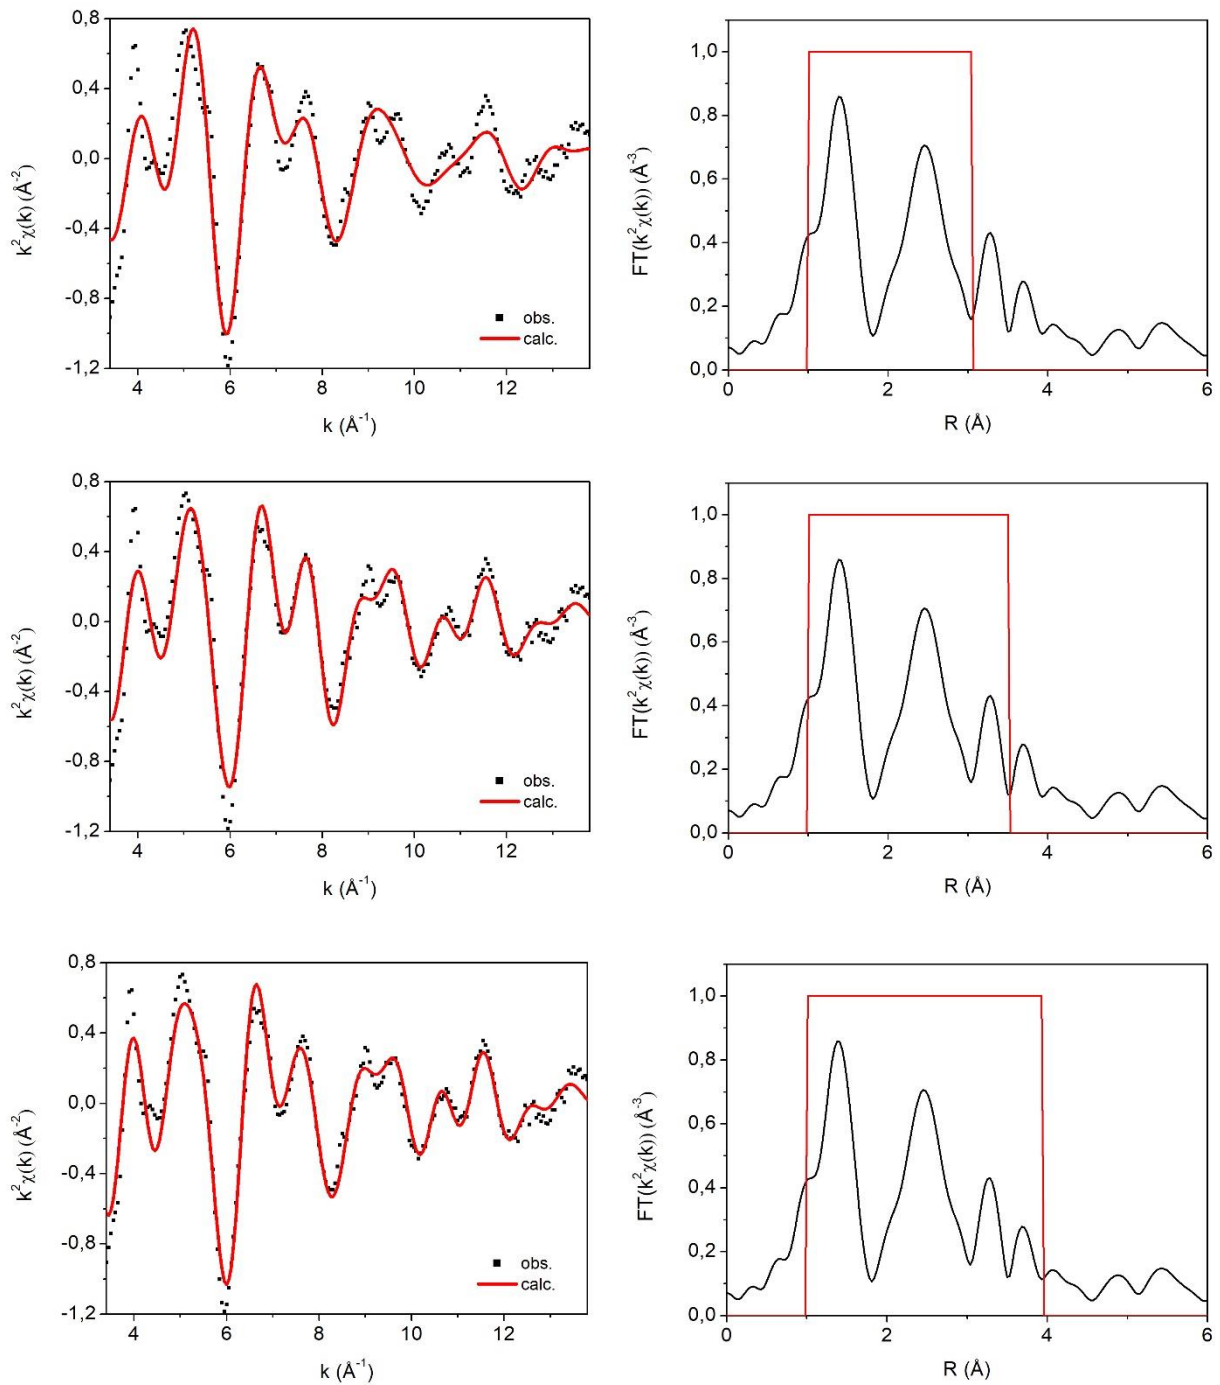 0,8
0,4
0,0
-0,4
-0,8
-1,2
k²χ(k) (Å⁻²)
obs.
calc.
4 6 8 10 12
k (Å⁻¹)
1,0
0,8
0,6
0,4
0,2
0,0
FT(k²χ(k)) (Å⁻³)
0 2 4 6
R (Å)
0,8
0,4
0,0
-0,4
-0,8
-1,2
k²χ(k) (Å⁻²)
obs.
calc.
4 6 8 10 12
k (Å⁻¹)
1,0
0,8
0,6
0,4
0,2
0,0
FT(k²χ(k)) (Å⁻³)
0 2 4 6
R (Å)
0,8
0,4
0,0
-0,4
-0,8
-1,2
k²χ(k) (Å⁻²)
obs.
calc.
4 6 8 10 12
k (Å⁻¹)
1,0
0,8
0,6
0,4
0,2
0,0
FT(k²χ(k)) (Å⁻³)
0 2 4 6
R (Å)